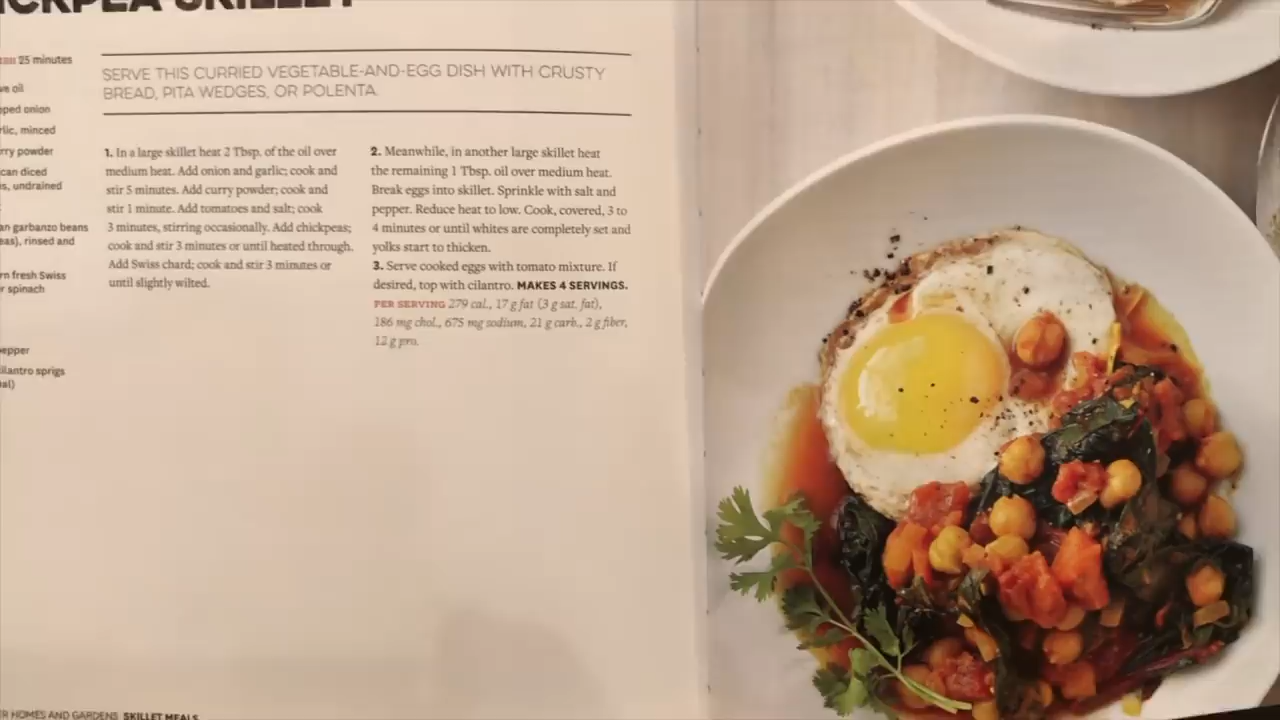 ICKPEA SKILLET
25 minutes
ve oil
pped onion
rlic, minced
rry powder
can diced
s, undrained
an garbanzo beans
eas), rinsed and
rn fresh Swiss
r spinach
epper
ilantro sprigs
nal)
SERVE THIS CURRIED VEGETABLE-AND-EGG DISH WITH CRUSTY
BREAD, PITA WEDGES, OR POLENTA.
1. In a large skillet heat 2 Tbsp. of the oil over
medium heat. Add onion and garlic; cook and
stir 5 minutes. Add curry powder; cook and
stir 1 minute. Add tomatoes and salt; cook
3 minutes, stirring occasionally. Add chickpeas;
cook and stir 3 minutes or until heated through.
Add Swiss chard; cook and stir 3 minutes or
until slightly wilted.
2. Meanwhile, in another large skillet heat
the remaining 1 Tbsp. oil over medium heat.
Break eggs into skillet. Sprinkle with salt and
pepper. Reduce heat to low. Cook, covered, 3 to
4 minutes or until whites are completely set and
yolks start to thicken.
3. Serve cooked eggs with tomato mixture. If
desired, top with cilantro. MAKES 4 SERVINGS.
PER SERVING 279 cal., 17 g fat (3 g sat. fat),
186 mg chol., 675 mg sodium, 21 g carb., 2 g fiber,
12 g pro.
R HOMES AND GARDENS SKILLET MEALS